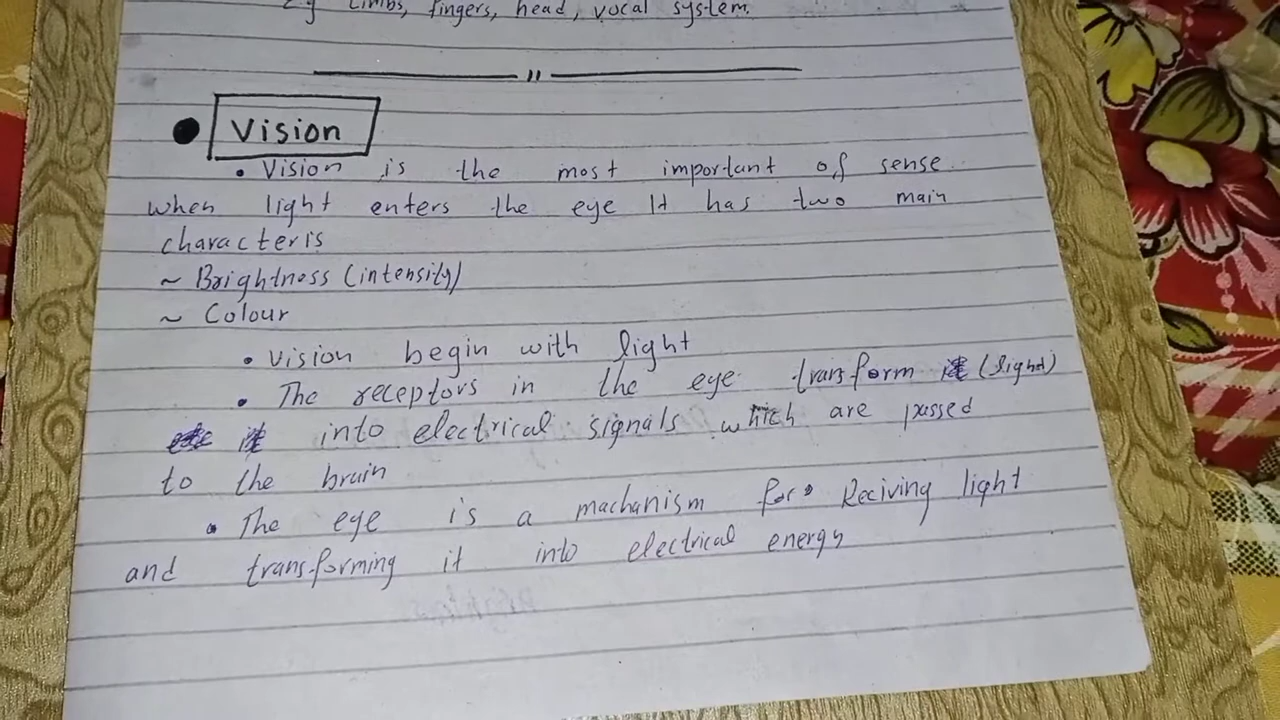 Eg limbs, fingers, head, vocal system.
Vision
• Vision is the most important of sense
when light enters the eye It has two main
characteris
~ Brightness (intensity)
~ Colour
• vision begin with light
• The receptors in the eye transform it (light)
it into electrical signals which are passed
to the brain
• The eye is a machanism for Reciving light
and transforming it into electrical energy